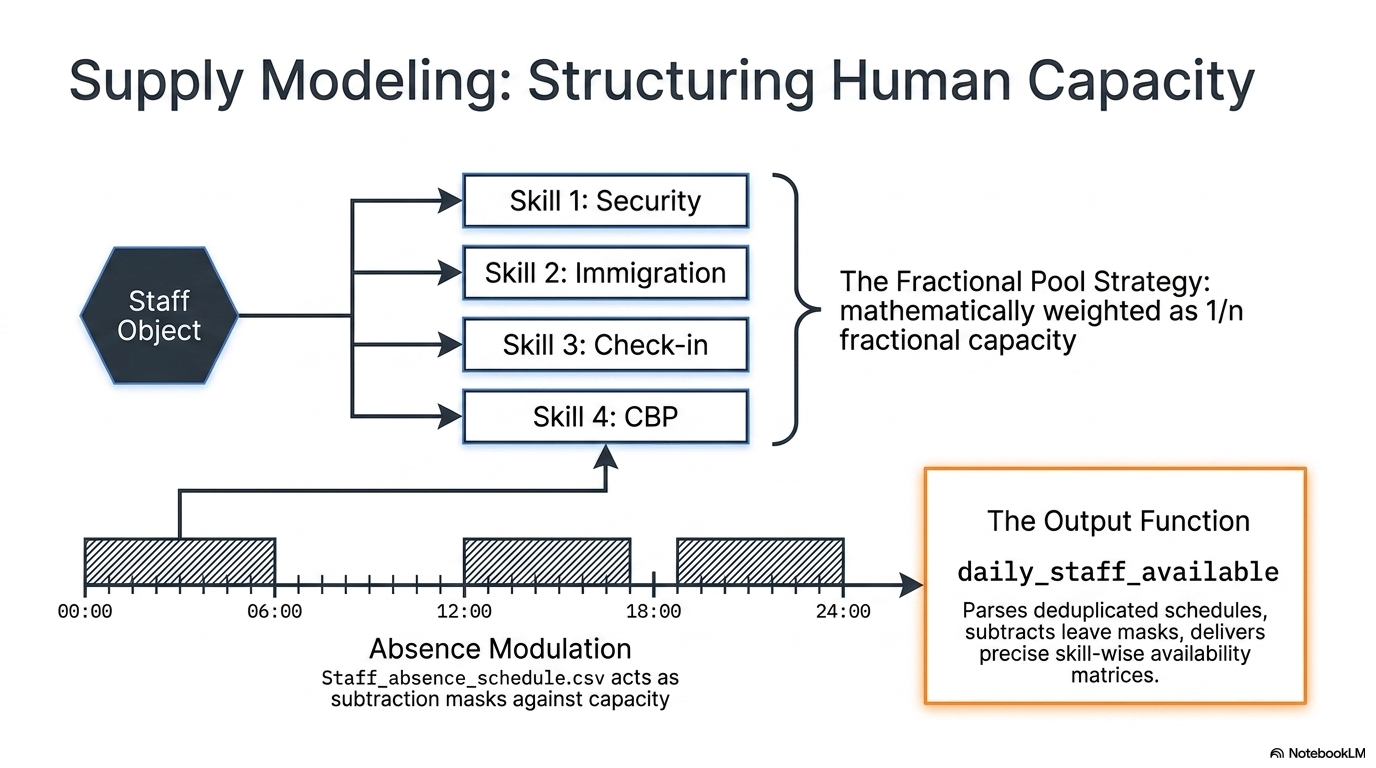 Supply Modeling: Structuring Human Capacity
Staff
Object
Skill 1: Security
Skill 2: Immigration
Skill 3: Check-in
Skill 4: CBP
The Fractional Pool Strategy:
mathematically weighted as 1/n
fractional capacity
00:00
06:00
12:00
18:00
24:00
Absence Modulation
Staff_absence_schedule.csv acts as
subtraction masks against capacity
The Output Function
daily_staff_available
Parses deduplicated schedules,
subtracts leave masks, delivers
precise skill-wise availability
matrices.
NotebookLM